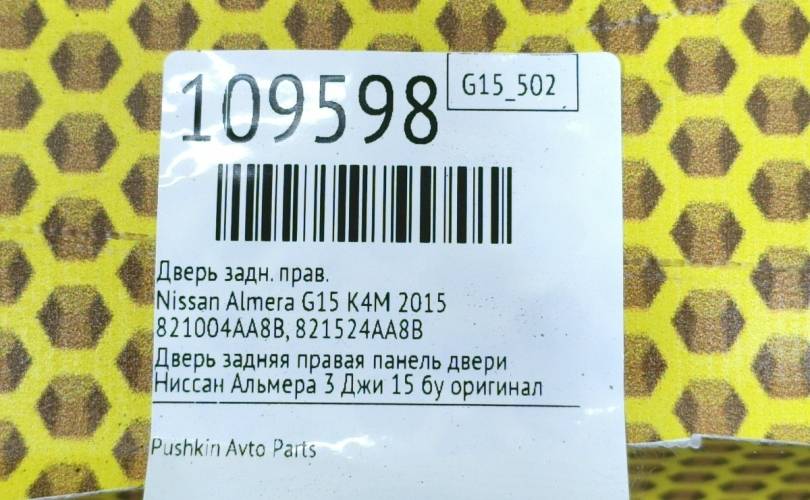 109598
G15_502
Дверь задн. прав.
Nissan Almera G15 K4M 2015
821004AA8B, 821524AA8B
Дверь задняя правая панель двери
Ниссан Альмера 3 Джи 15 бу оригинал
Pushkin Avto Parts